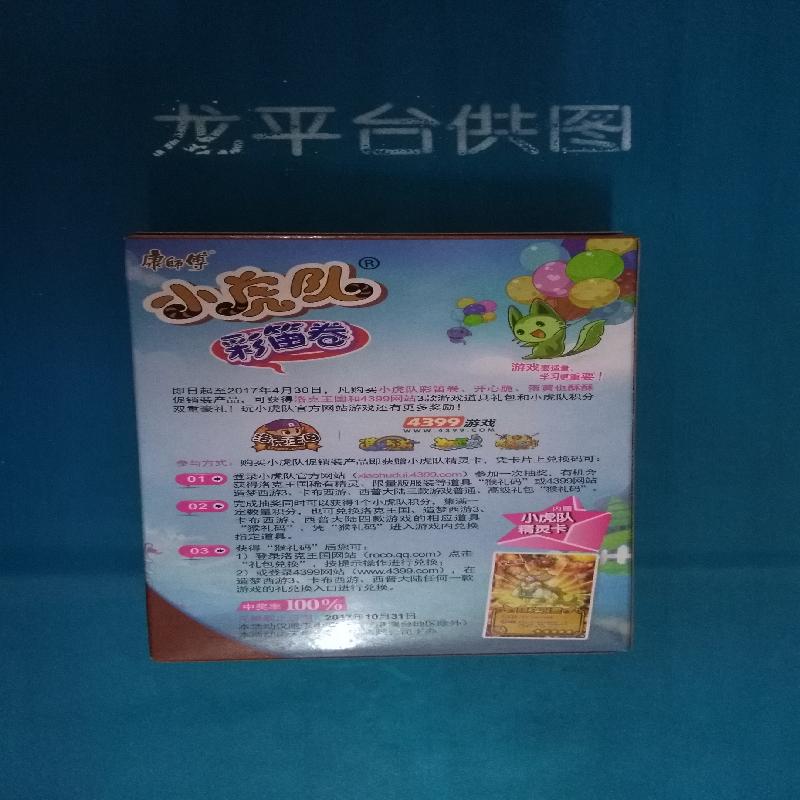 龙平台供图
康师傅
小虎队®
彩笛卷
游戏要适量，
学习更重要！
即日起至2017年4月30日，凡购买小虎队彩笛卷、开心脆、蛋黄也酥酥
促销装产品，可获得洛克王国和4399网站3款游戏道具礼包和小虎队积分
双重豪礼！玩小虎队官方网站游戏还有更多奖励！
洛克王国
4399游戏
WWW.4399.COM
参与方式：购买小虎队促销装产品即获赠小虎队精灵卡，凭卡片上兑换码可：
01 登录小虎队官方网站（xiaohudui.4399.com）参加一次抽奖，有机会
获得洛克王国稀有精灵、限量版服装等道具“猴礼码”或4399网站
造梦西游3、卡布西游、西普大陆三款游戏普通、高级礼包“猴礼码”。
02 完成抽奖同时可以获得1个小虎队积分，集满一
定数量积分，也可兑换洛克王国、造梦西游3、
卡布西游、西普大陆四款游戏的相应道具
“猴礼码”，凭“猴礼码”进入游戏内兑换
指定道具。
内赠
小虎队
精灵卡
03 获得“猴礼码”后您可：
1）登录洛克王国网站（roco.qq.com）点击
“礼包兑换”，按提示操作进行兑换；
2）或登录4399网站（www.4399.com），在
造梦西游3、卡布西游、西普大陆任何一款
游戏的礼兑换入口进行兑换。
中奖率100%
2017年10月31日